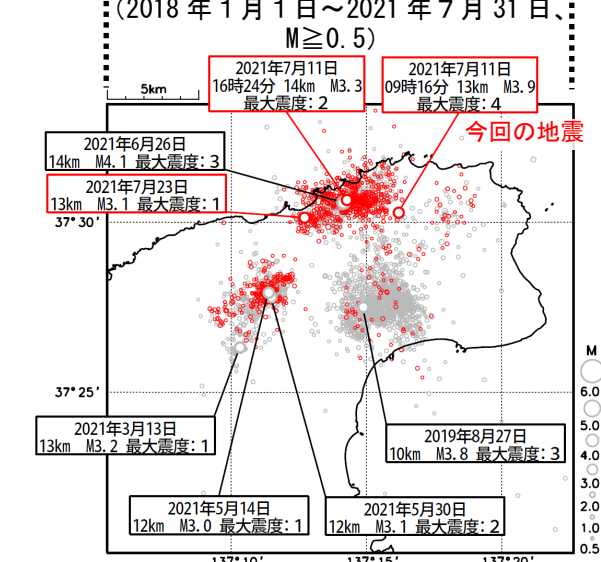 (2018 年 1 月 1 日～2021 年 7 月 31 日、
M≧0.5)
5km
2021年7月11日
16時24分 14km M3.3
最大震度：2
2021年7月11日
09時16分 13km M3.9
最大震度：4
今回の地震
2021年6月26日
14km M4.1 最大震度：3
2021年7月23日
13km M3.1 最大震度：1
37°30′
37°25′
2021年3月13日
13km M3.2 最大震度：1
2019年8月27日
10km M3.8 最大震度：3
2021年5月14日
12km M3.0 最大震度：1
2021年5月30日
12km M3.1 最大震度：2
M
6.0
5.0
4.0
3.0
2.0
1.0
0.5
137°10′
137°15′
137°20′